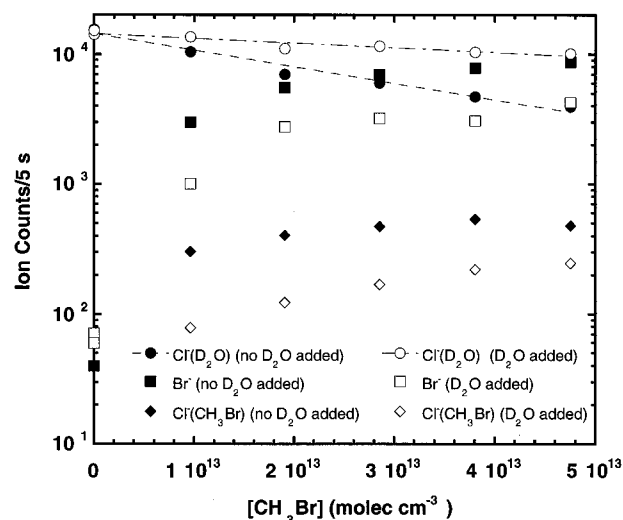 Ion Counts/5 s
10⁴
10³
10²
10¹
Cl⁻(D₂O) (no D₂O added)
Cl⁻(D₂O) (D₂O added)
Br⁻ (no D₂O added)
Br⁻ (D₂O added)
Cl⁻(CH₃Br) (no D₂O added)
Cl⁻(CH₃Br) (D₂O added)
0 1 10¹³ 2 10¹³ 3 10¹³ 4 10¹³ 5 10¹³
[CH₃Br] (molec cm⁻³)